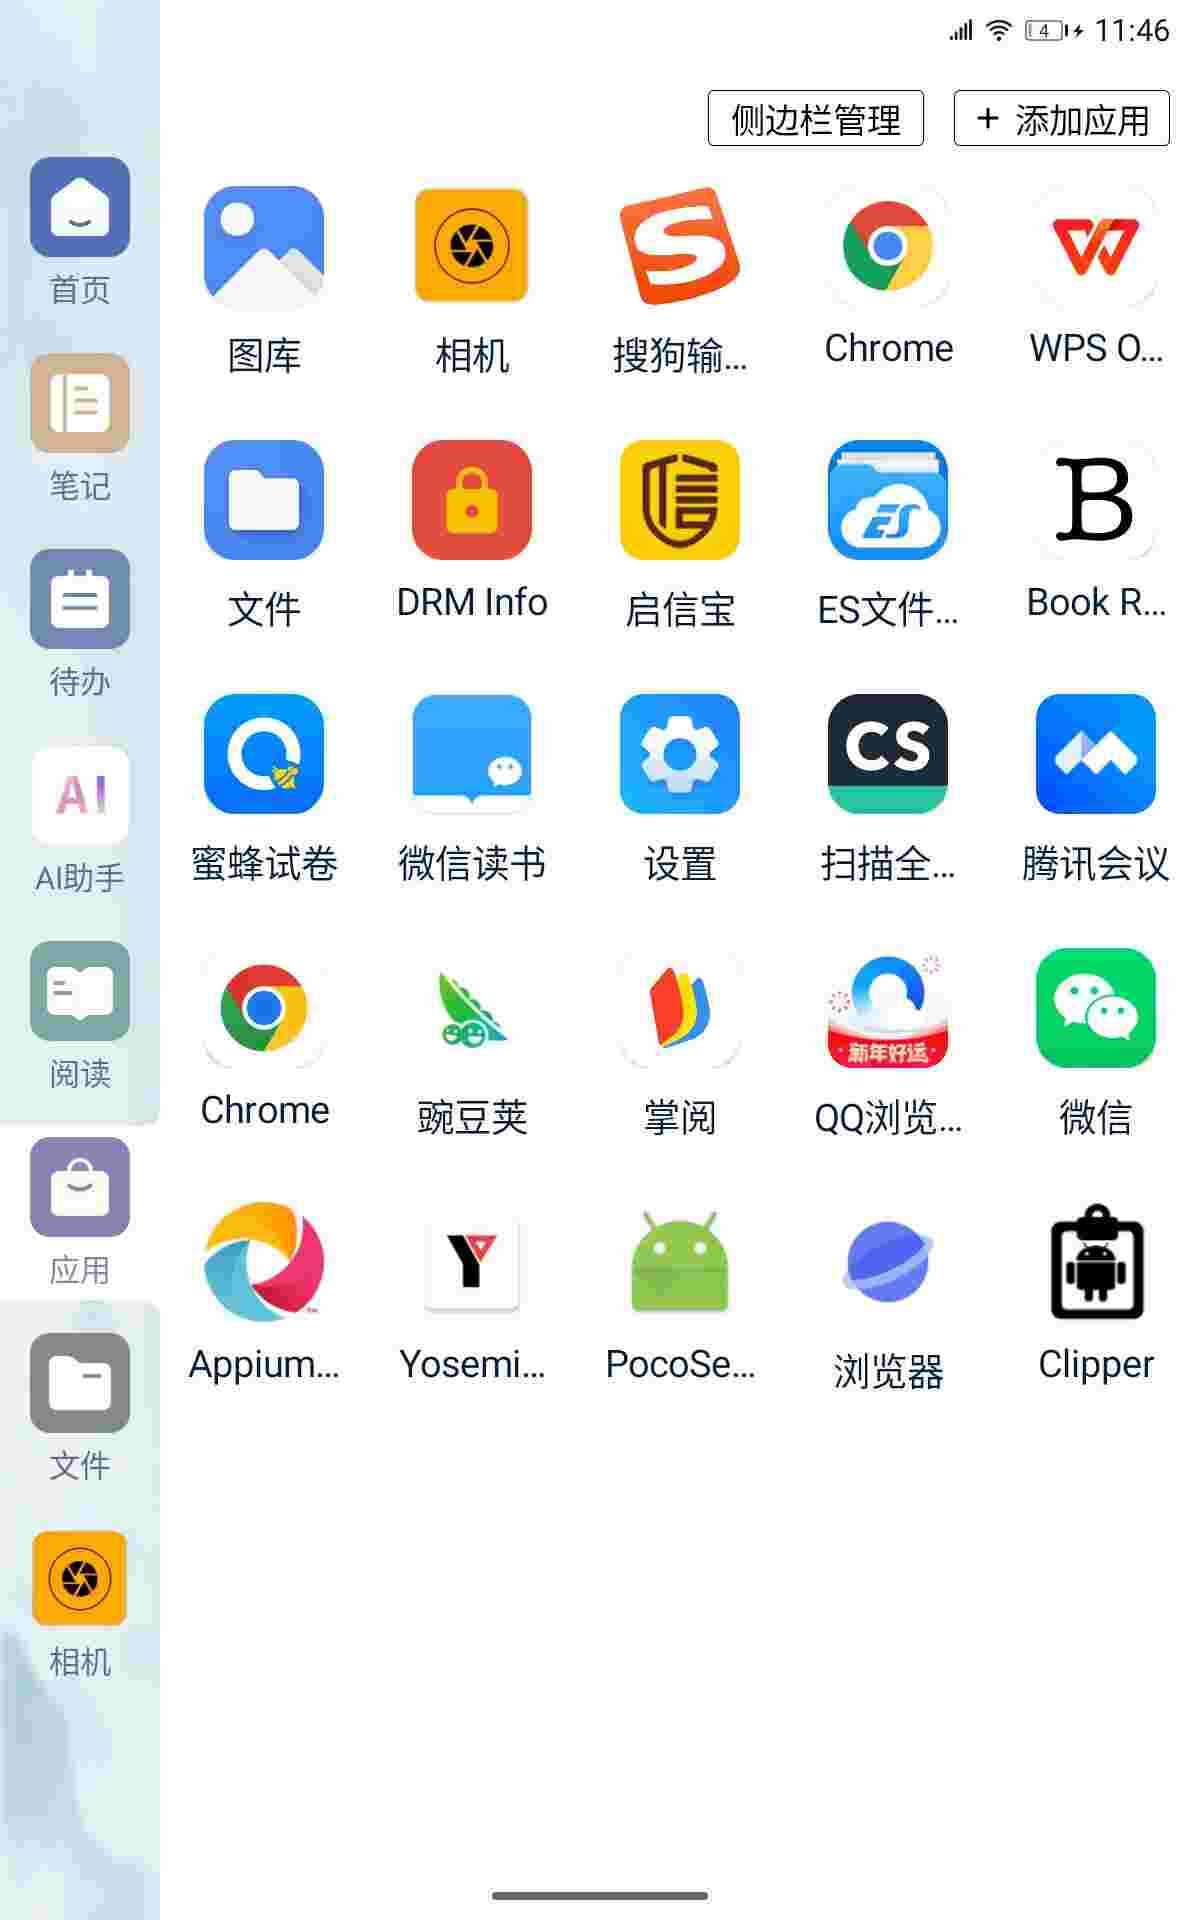 4 11:46
侧边栏管理
+ 添加应用
首页
笔记
待办
AI
AI助手
阅读
应用
文件
相机
图库
相机
搜狗输...
Chrome
WPS O...
文件
DRM Info
信
启信宝
ES
ES文件...
B
Book R...
蜜蜂试卷
微信读书
设置
CS
扫描全...
腾讯会议
Chrome
豌豆荚
掌阅
新年好运
QQ浏览...
微信
Appium...
Y
Yosemi...
PocoSe...
浏览器
Clipper